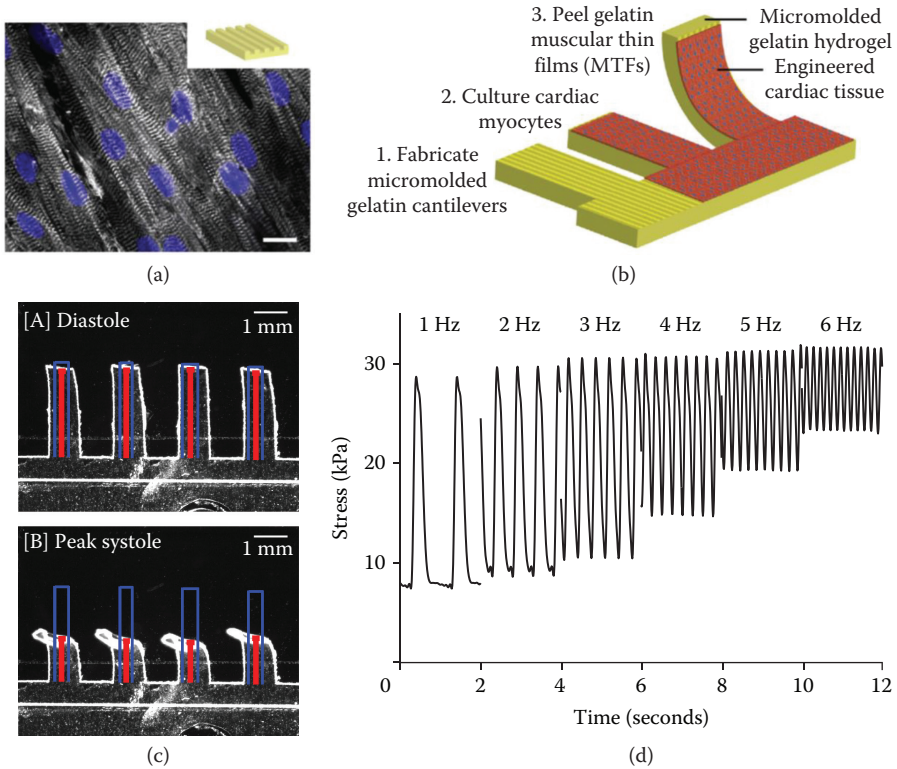 (a)
3. Peel gelatin
muscular thin
films (MTFs)
Micromolded
gelatin hydrogel
Engineered
cardiac tissue
2. Culture cardiac
myocytes
1. Fabricate
micromolded
gelatin cantilevers
(b)
[A] Diastole
1 mm
[B] Peak systole
1 mm
(c)
1 Hz 2 Hz 3 Hz 4 Hz 5 Hz 6 Hz
30
20
10
Stress (kPa)
0 2 4 6 8 10 12
Time (seconds)
(d)